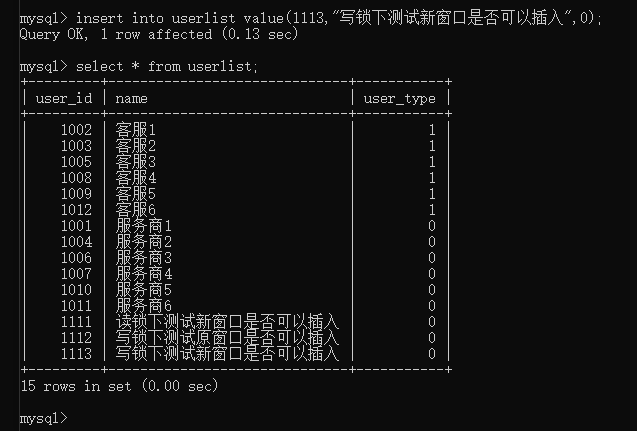 mysql> insert into userlist value(1113,"写锁下测试新窗口是否可以插入",0);
Query OK, 1 row affected (0.13 sec)
mysql> select * from userlist;
+---------+------------------------------+-----------+
| user_id | name                         | user_type |
+---------+------------------------------+-----------+
|    1002 | 客服1                        |         1 |
|    1003 | 客服2                        |         1 |
|    1005 | 客服3                        |         1 |
|    1008 | 客服4                        |         1 |
|    1009 | 客服5                        |         1 |
|    1012 | 客服6                        |         1 |
|    1001 | 服务商1                      |         0 |
|    1004 | 服务商2                      |         0 |
|    1006 | 服务商3                      |         0 |
|    1007 | 服务商4                      |         0 |
|    1010 | 服务商5                      |         0 |
|    1011 | 服务商6                      |         0 |
|    1111 | 读锁下测试新窗口是否可以插入 |         0 |
|    1112 | 写锁下测试原窗口是否可以插入 |         0 |
|    1113 | 写锁下测试新窗口是否可以插入 |         0 |
+---------+------------------------------+-----------+
15 rows in set (0.00 sec)
mysql>